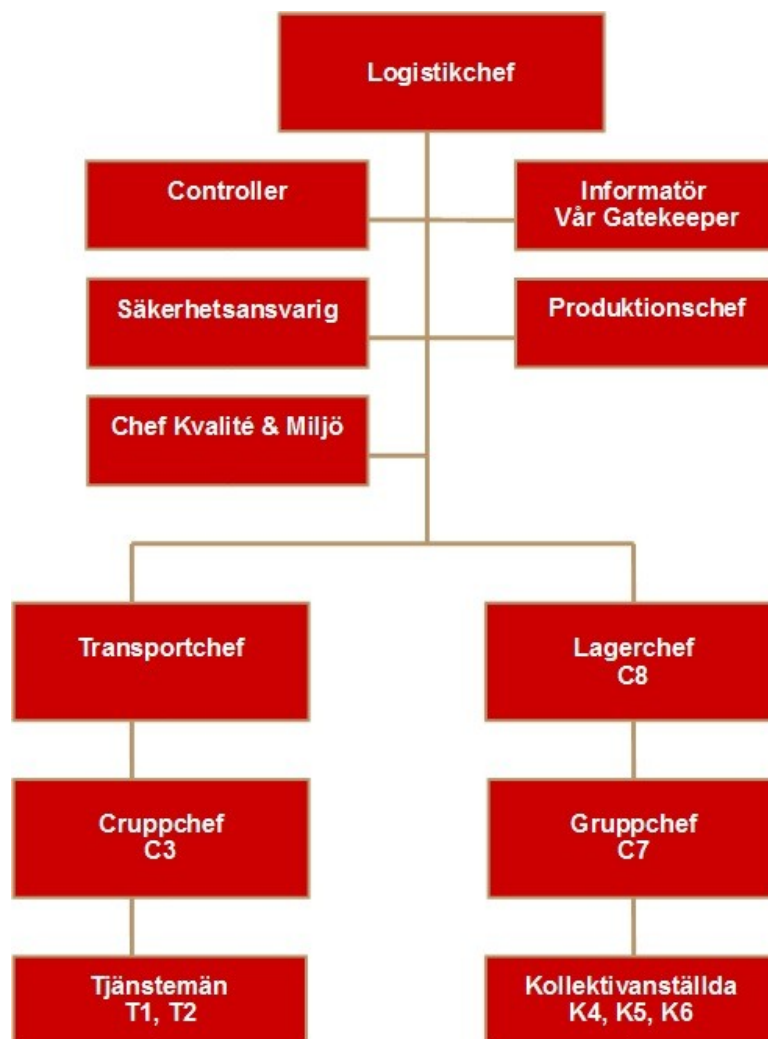 Logistikchef
Controller
Informatör
Vår Gatekeeper
Säkerhetsansvarig
Produktionschef
Chef Kvalité & Miljö
Transportchef
Lagerchef
C8
Cruppchef
C3
Gruppchef
C7
Tjänstemän
T1, T2
Kollektivanställda
K4, K5, K6